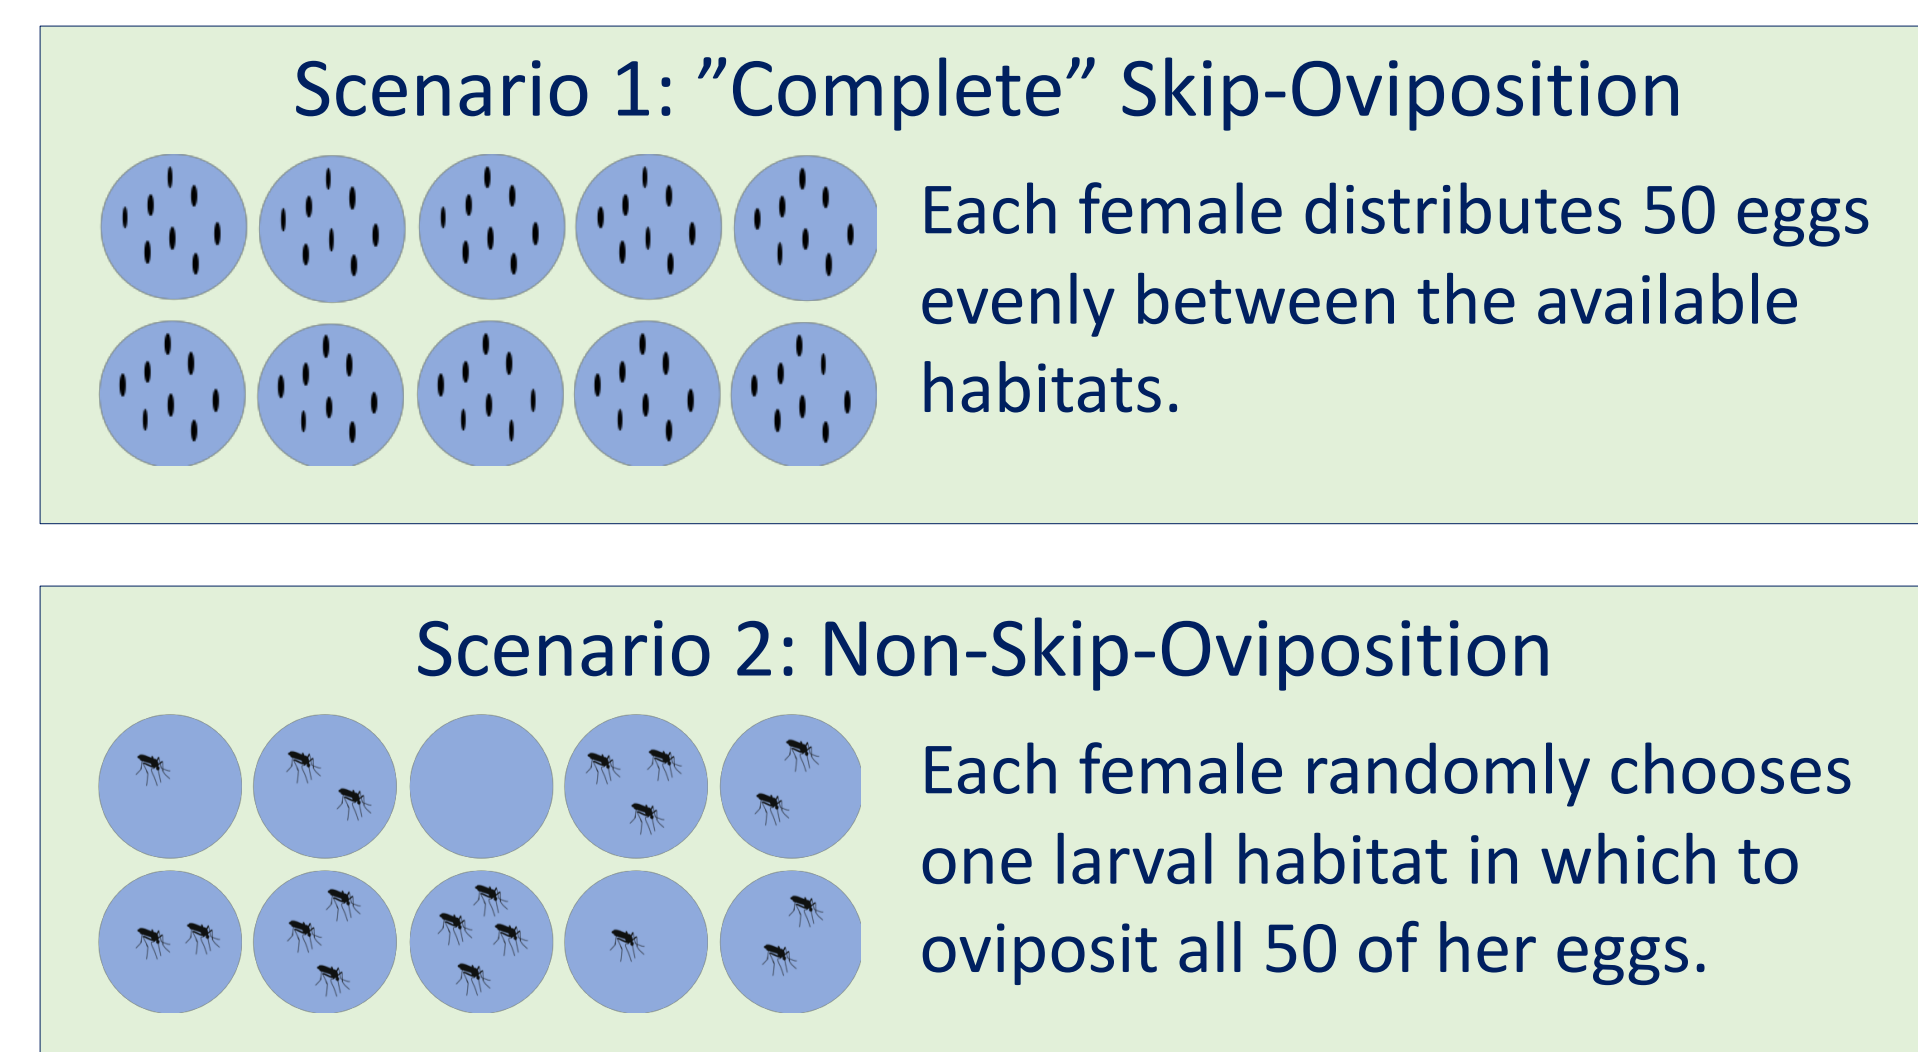 Scenario 1: ”Complete” Skip-Oviposition
Each female distributes 50 eggs
evenly between the available
habitats.
Scenario 2: Non-Skip-Oviposition
Each female randomly chooses
one larval habitat in which to
oviposit all 50 of her eggs.